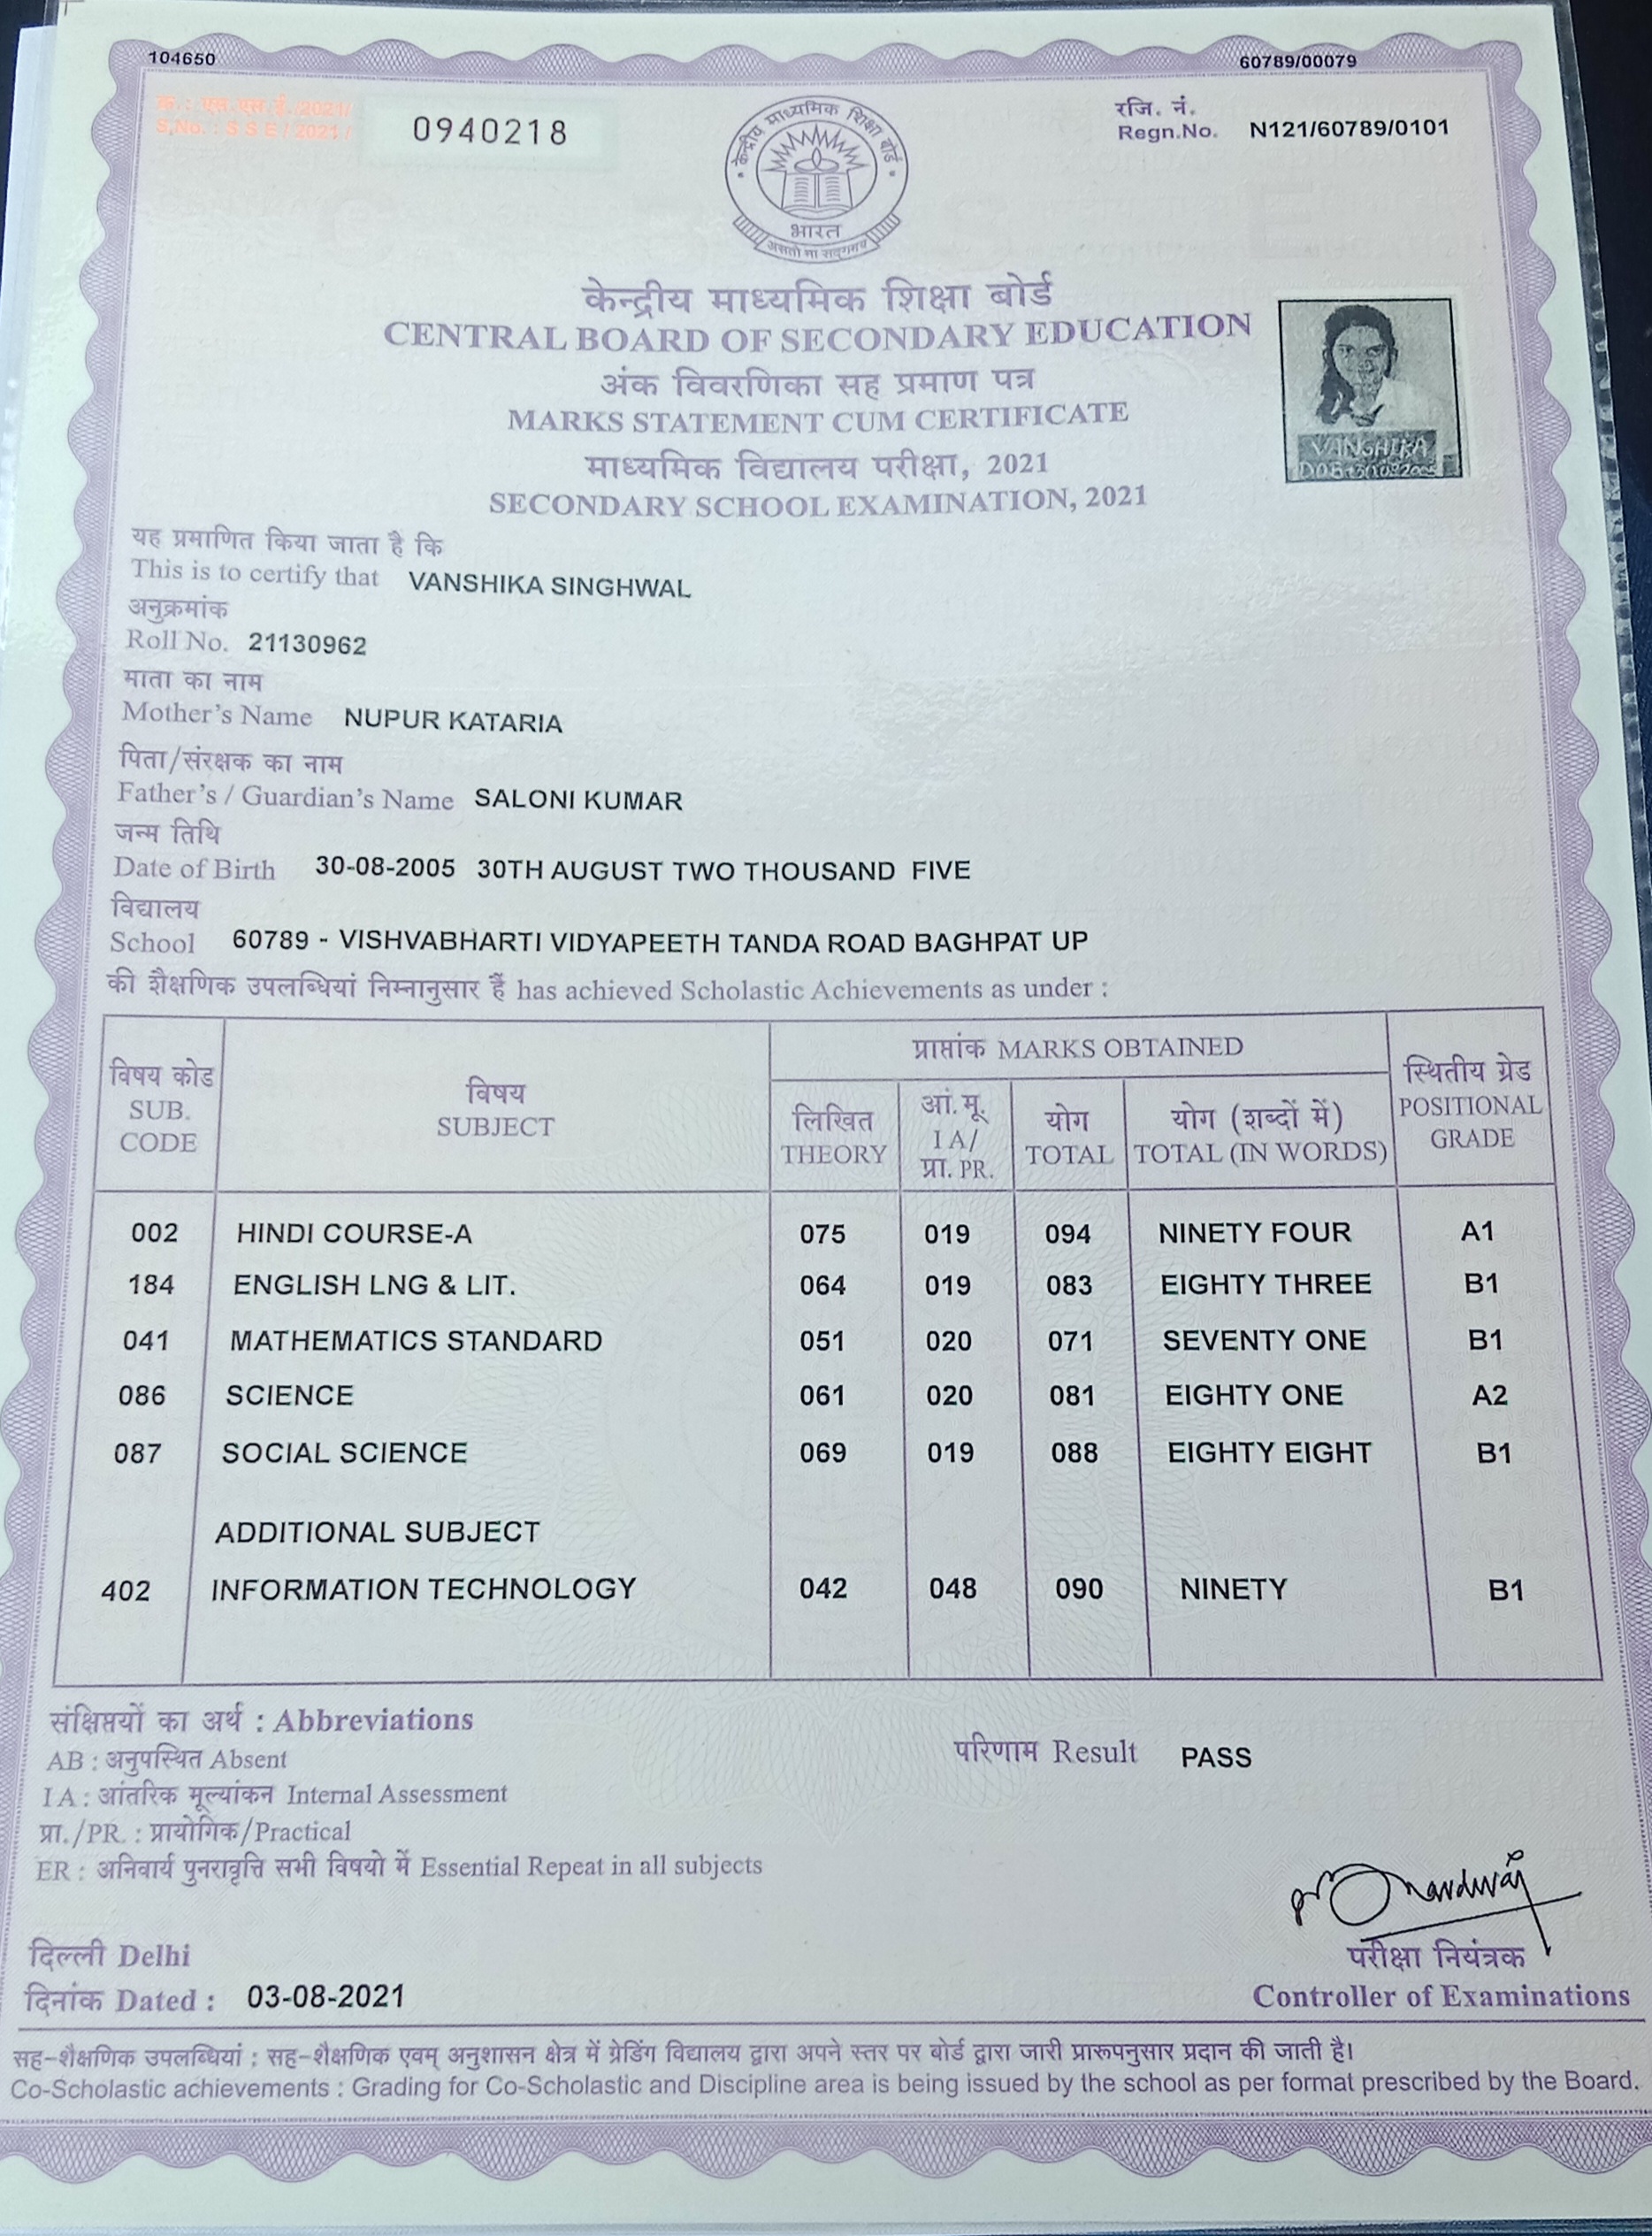 104650
60789/00079
क्र.: एस.एस.ई./2021/
S.No. : S S E / 2021 /
0940218
रजि. नं.
Regn.No. N121/60789/0101
केन्द्रीय माध्यमिक शिक्षा बोर्ड
भारत
असतो मा सद्गमय
केन्द्रीय माध्यमिक शिक्षा बोर्ड
CENTRAL BOARD OF SECONDARY EDUCATION
अंक विवरणिका सह प्रमाण पत्र
MARKS STATEMENT CUM CERTIFICATE
माध्यमिक विद्यालय परीक्षा, 2021
SECONDARY SCHOOL EXAMINATION, 2021
VANSHIKA
यह प्रमाणित किया जाता है कि
This is to certify that VANSHIKA SINGHWAL
अनुक्रमांक
Roll No. 21130962
माता का नाम
Mother's Name NUPUR KATARIA
पिता/संरक्षक का नाम
Father's / Guardian's Name SALONI KUMAR
जन्म तिथि
Date of Birth 30-08-2005 30TH AUGUST TWO THOUSAND FIVE
विद्यालय
School 60789 - VISHVABHARTI VIDYAPEETH TANDA ROAD BAGHPAT UP
की शैक्षणिक उपलब्धियां निम्नानुसार हैं has achieved Scholastic Achievements as under :
विषय कोड
SUB.
CODE
विषय
SUBJECT
प्राप्तांक MARKS OBTAINED
लिखित
THEORY
आं.मू.
I A/
प्रा. PR.
योग
TOTAL
योग (शब्दों में)
TOTAL (IN WORDS)
स्थितीय ग्रेड
POSITIONAL
GRADE
002 HINDI COURSE-A 075 019 094 NINETY FOUR A1
184 ENGLISH LNG & LIT. 064 019 083 EIGHTY THREE B1
041 MATHEMATICS STANDARD 051 020 071 SEVENTY ONE B1
086 SCIENCE 061 020 081 EIGHTY ONE A2
087 SOCIAL SCIENCE 069 019 088 EIGHTY EIGHT B1
ADDITIONAL SUBJECT
402 INFORMATION TECHNOLOGY 042 048 090 NINETY B1
संक्षिप्तयों का अर्थ : Abbreviations
AB : अनुपस्थित Absent
I A : आंतरिक मूल्यांकन Internal Assessment
प्रा./PR. : प्रायोगिक/Practical
ER : अनिवार्य पुनरावृत्ति सभी विषयो में Essential Repeat in all subjects
परिणाम Result PASS
दिल्ली Delhi
दिनांक Dated : 03-08-2021
परीक्षा नियंत्रक
Controller of Examinations
सह-शैक्षणिक उपलब्धियां : सह-शैक्षणिक एवम् अनुशासन क्षेत्र में ग्रेडिंग विद्यालय द्वारा अपने स्तर पर बोर्ड द्वारा जारी प्रारूपनुसार प्रदान की जाती है।
Co-Scholastic achievements : Grading for Co-Scholastic and Discipline area is being issued by the school as per format prescribed by the Board.